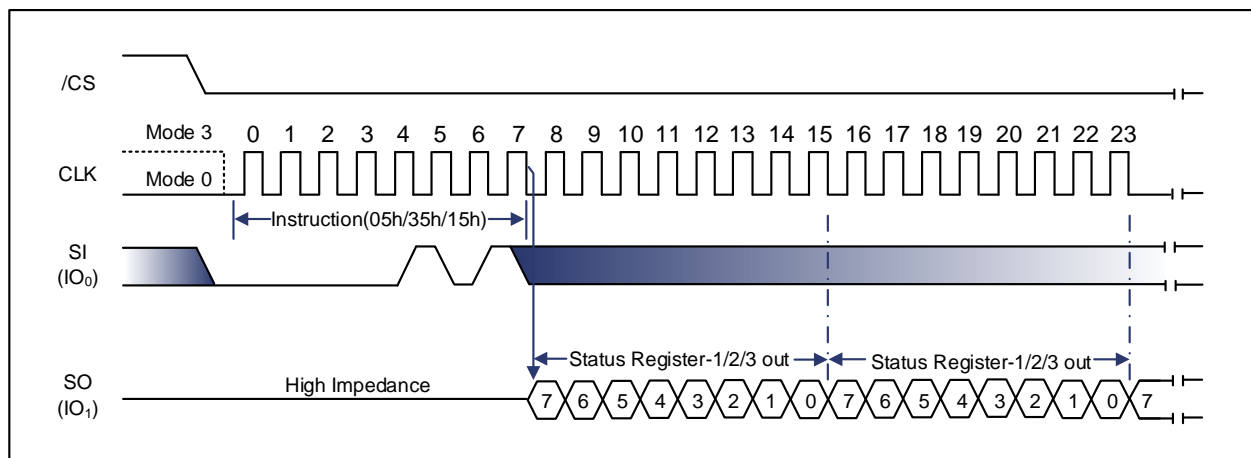 /CS
Mode 3
0 1 2 3 4 5 6 7 8 9 10 11 12 13 14 15 16 17 18 19 20 21 22 23
CLK
Mode 0
Instruction(05h/35h/15h)
SI
(IO₀)
Status Register-1/2/3 out
Status Register-1/2/3 out
SO
(IO₁)
High Impedance
7 6 5 4 3 2 1 0 7 6 5 4 3 2 1 0 7